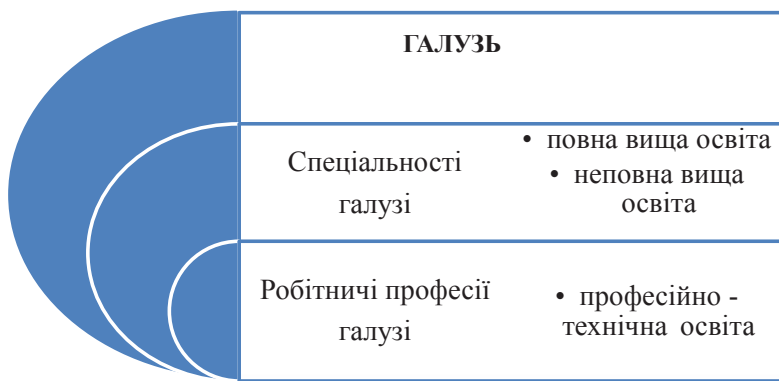 ГАЛУЗЬ
Спеціальності
галузі
• повна вища освіта
• неповна вища
освіта
Робітничі професії
галузі
• професійно -
технічна освіта